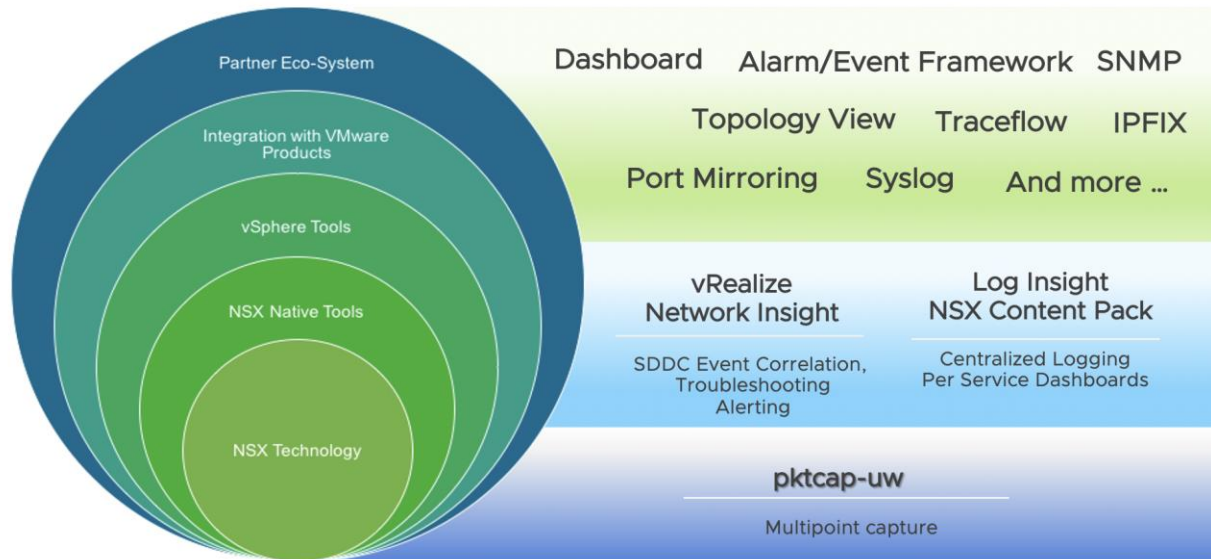 Partner Eco-System
Integration with VMware
Products
vSphere Tools
NSX Native Tools
NSX Technology
Dashboard Alarm/Event Framework SNMP
Topology View Traceflow IPFIX
Port Mirroring Syslog And more ...
vRealize
Network Insight
SDDC Event Correlation,
Troubleshooting
Alerting
Log Insight
NSX Content Pack
Centralized Logging
Per Service Dashboards
pktcap-uw
Multipoint capture